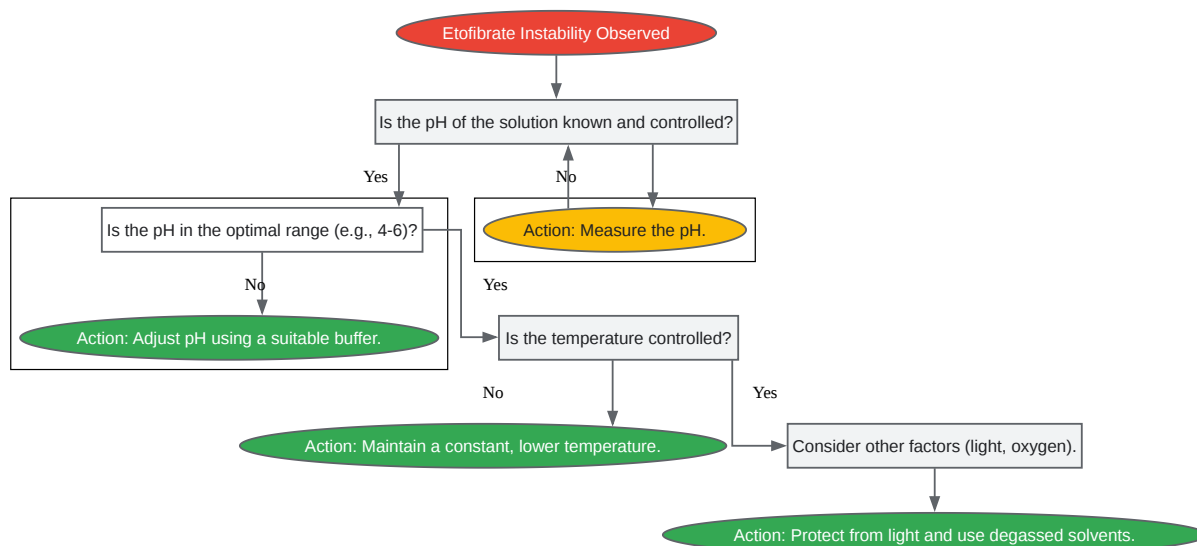 Etofibrate Instability Observed
Is the pH of the solution known and controlled?
Yes
No
Is the pH in the optimal range (e.g., 4-6)?
Action: Measure the pH.
No
Yes
Action: Adjust pH using a suitable buffer.
Is the temperature controlled?
No
Yes
Action: Maintain a constant, lower temperature.
Consider other factors (light, oxygen).
Action: Protect from light and use degassed solvents.